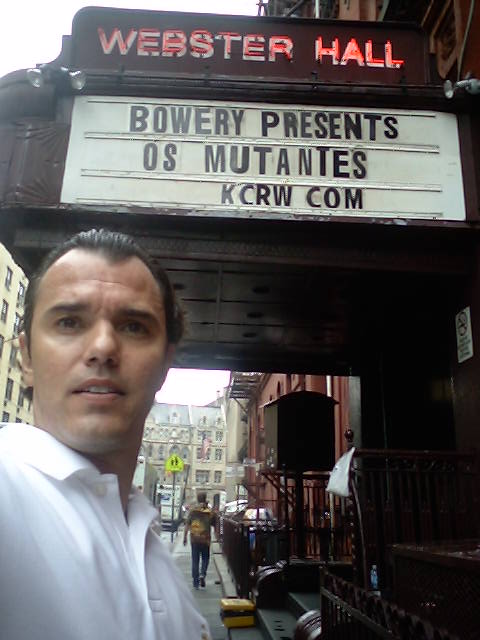 WEBSTER HALL
BOWERY PRESENTS
OS MUTANTES
KCRW COM